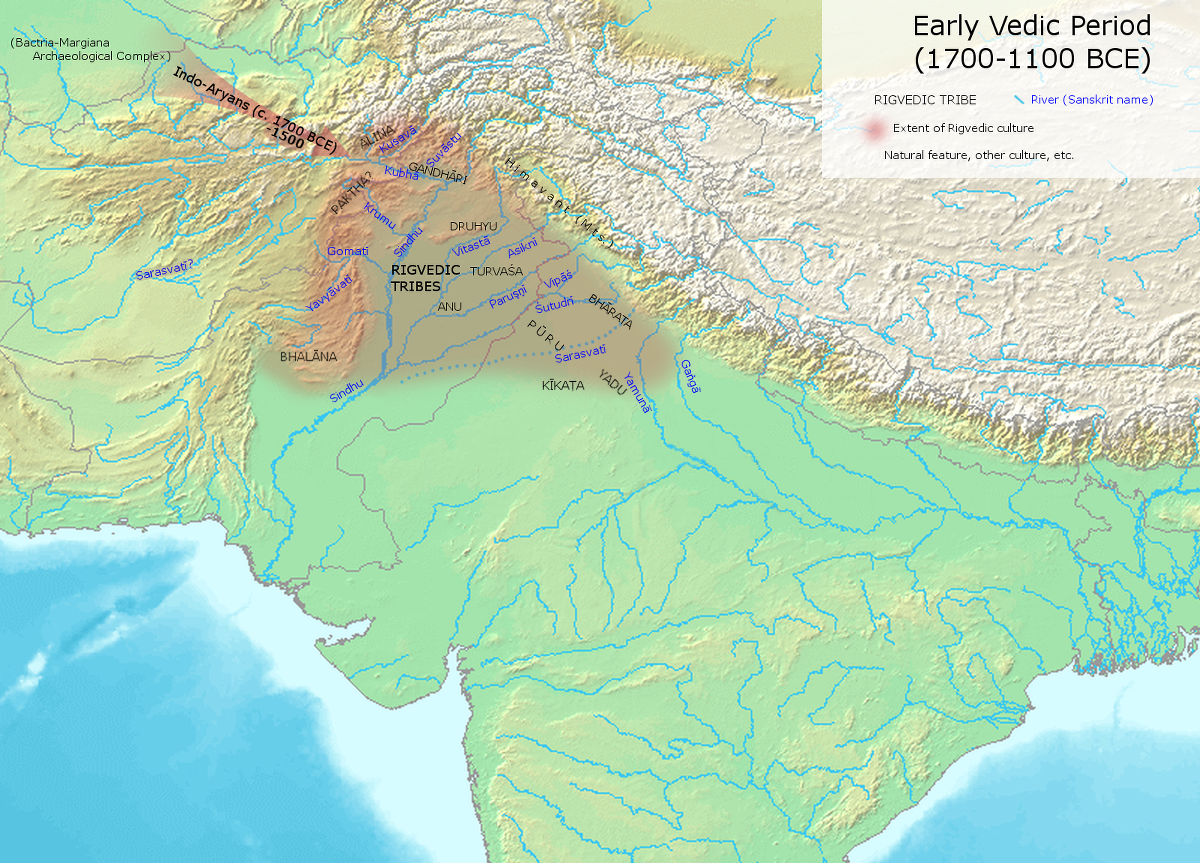 Early Vedic Period
(1700-1100 BCE)
RIGVEDIC TRIBE
River (Sanskrit name)
Extent of Rigvedic culture
Natural feature, other culture, etc.
(Bactria-Margiana
Archaeological Complex)
Indo-Aryans (c. 1700 BCE)
-1500
ALINA
Kusavā
Suvāstu
Kubhā
GANDHĀRI
PAKTHA?
Krumu
Himavant (Mts.)
DRUHYU
Sindhu
Vitastā
Asikni
Gomatī
Sarasvatī?
RIGVEDIC
TRIBES
TURVAŚA
Vipāś
Yavyāvatī
Paruṣṇi
Sutudrī
BHĀRATA
ANU
PŪRU
BHALĀNA
Sarasvatī
Sindhu
KĪKAṬA
YADU
Yamunā
Gaṅgā